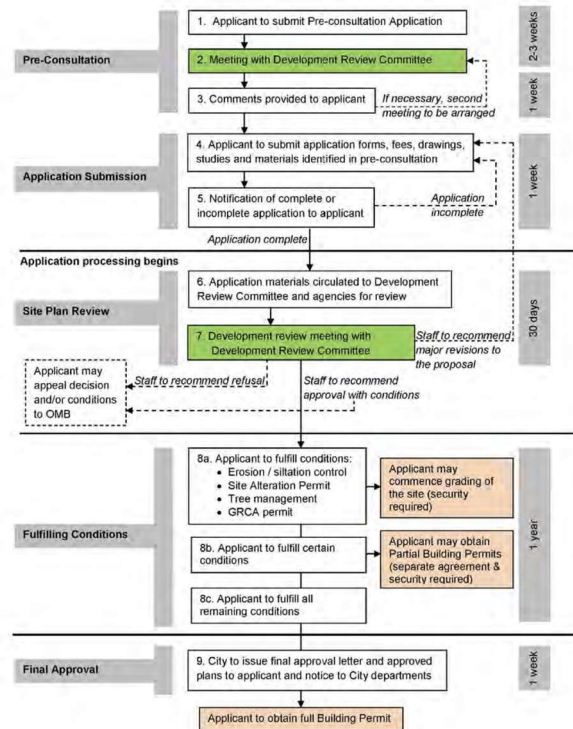 1. Applicant to submit Pre-consultation Application
2-3 weeks
Pre-Consultation
2. Meeting with Development Review Committee
3. Comments provided to applicant
If necessary, second
meeting to be arranged
1 week
4. Applicant to submit application forms, fees, drawings,
studies and materials identified in pre-consultation
Application Submission
1 week
5. Notification of complete or
incomplete application to applicant
Application
incomplete
Application complete
Application processing begins
6. Application materials circulated to Development
Review Committee and agencies for review
Site Plan Review
30 days
7. Development review meeting with
Development Review Committee
Staff to recommend
major revisions to
the proposal
Applicant may
appeal decision
and/or conditions
to OMB
Staff to recommend refusal
Staff to recommend
approval with conditions
8a. Applicant to fulfill conditions:
• Erosion / siltation control
• Site Alteration Permit
• Tree management
• GRCA permit
Applicant may
commence grading of
the site (security
required)
Fulfilling Conditions
1 year
8b. Applicant to fulfill certain
conditions
Applicant may obtain
Partial Building Permits
(separate agreement &
security required)
8c. Applicant to fulfill all
remaining conditions
Final Approval
9. City to issue final approval letter and approved
plans to applicant and notice to City departments
1 week
Applicant to obtain full Building Permit